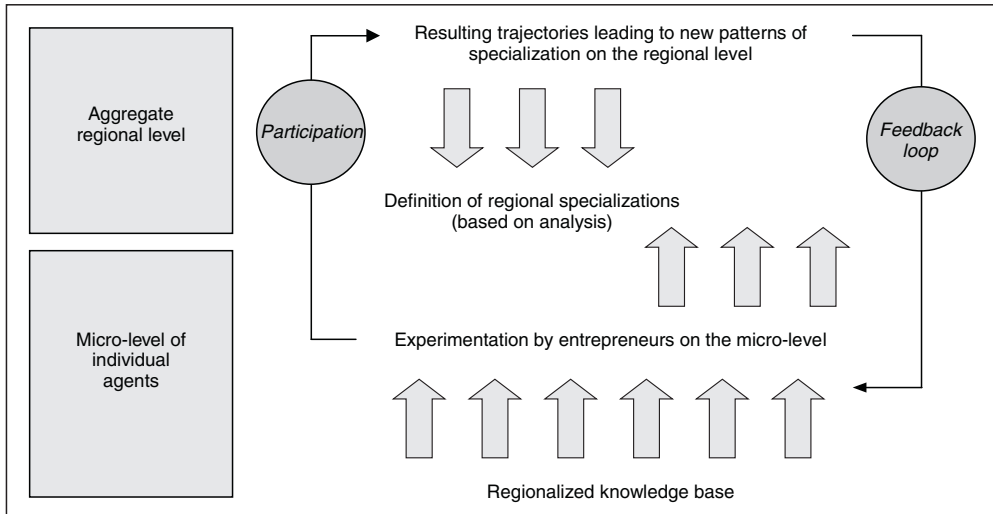 Aggregate
regional level
Micro-level of
individual
agents
Participation
Resulting trajectories leading to new patterns of
specialization on the regional level
Definition of regional specializations
(based on analysis)
Experimentation by entrepreneurs on the micro-level
Regionalized knowledge base
Feedback
loop